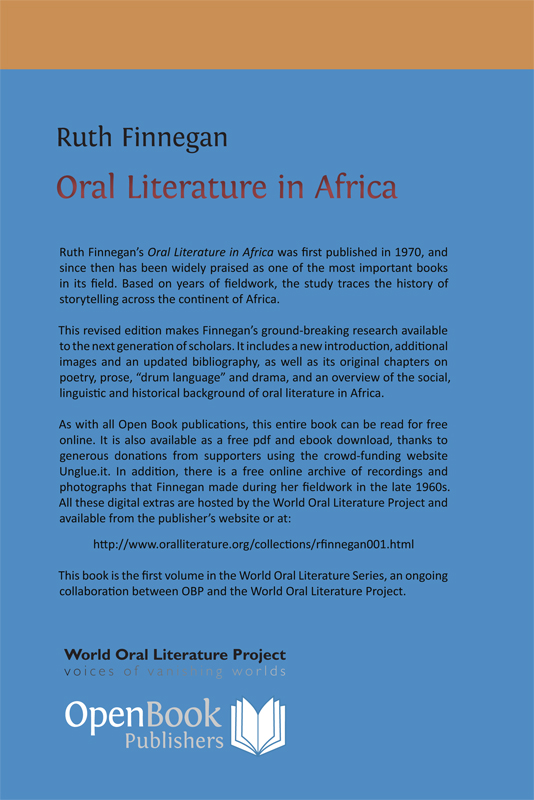 Ruth Finnegan
Oral Literature in Africa
Ruth Finnegan’s Oral Literature in Africa was first published in 1970, and
since then has been widely praised as one of the most important books
in its field. Based on years of fieldwork, the study traces the history of
storytelling across the continent of Africa.
This revised edition makes Finnegan’s ground-breaking research available
to the next generation of scholars. It includes a new introduction, additional
images and an updated bibliography, as well as its original chapters on
poetry, prose, “drum language” and drama, and an overview of the social,
linguistic and historical background of oral literature in Africa.
As with all Open Book publications, this entire book can be read for free
online. It is also available as a free pdf and ebook download, thanks to
generous donations from supporters using the crowd-funding website
Unglue.it. In addition, there is a free online archive of recordings and
photographs that Finnegan made during her fieldwork in the late 1960s.
All these digital extras are hosted by the World Oral Literature Project and
available from the publisher’s website or at:
http://www.oralliterature.org/collections/rfinnegan001.html
This book is the first volume in the World Oral Literature Series, an ongoing
collaboration between OBP and the World Oral Literature Project.
World Oral Literature Project
voices of vanishing worlds
OpenBook
Publishers